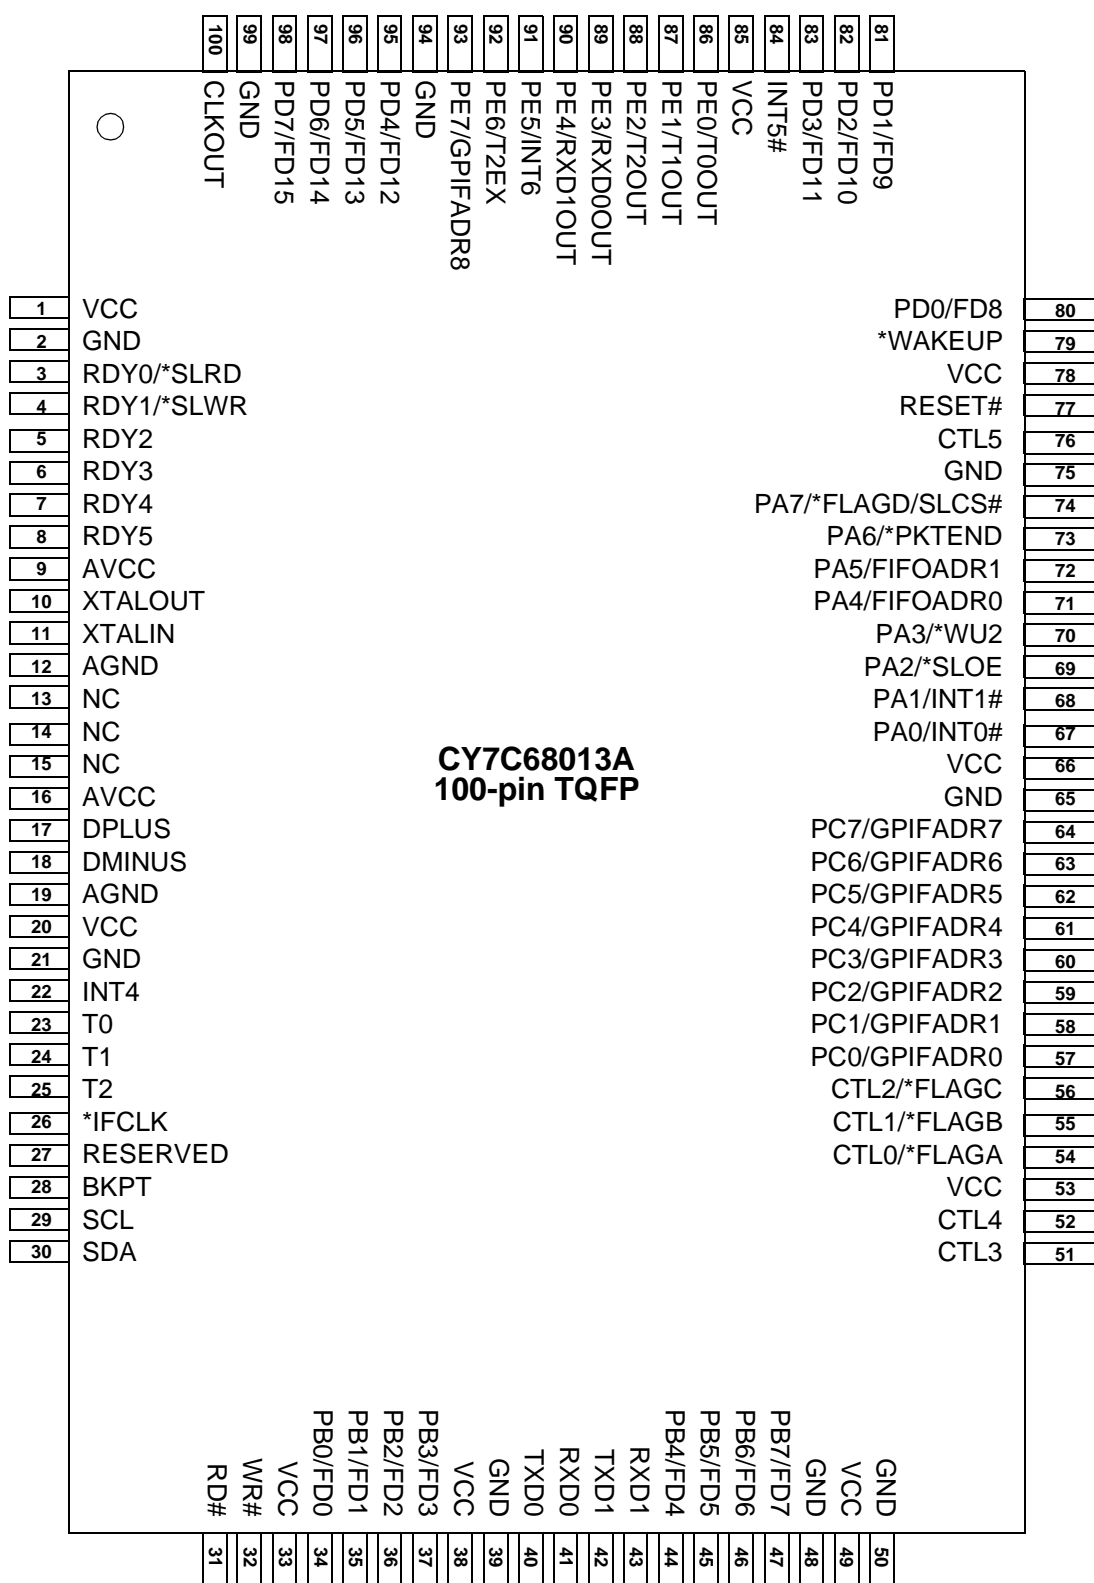 100 99 98 97 96 95 94 93 92 91 90 89 88 87 86 85 84 83 82 81
CLKOUT
GND
PD7/FD15
PD6/FD14
PD5/FD13
PD4/FD12
GND
PE7/GPIFADR8
PE6/T2EX
PE5/INT6
PE4/RXD1OUT
PE3/RXD0OUT
PE2/T2OUT
PE1/T1OUT
PE0/T0OUT
VCC
INT5#
PD3/FD11
PD2/FD10
PD1/FD9
1 VCC
2 GND
3 RDY0/*SLRD
4 RDY1/*SLWR
5 RDY2
6 RDY3
7 RDY4
8 RDY5
9 AVCC
10 XTALOUT
11 XTALIN
12 AGND
13 NC
14 NC
15 NC
16 AVCC
17 DPLUS
18 DMINUS
19 AGND
20 VCC
21 GND
22 INT4
23 T0
24 T1
25 T2
26 *IFCLK
27 RESERVED
28 BKPT
29 SCL
30 SDA
CY7C68013A
100-pin TQFP
PD0/FD8 80
*WAKEUP 79
VCC 78
RESET# 77
CTL5 76
GND 75
PA7/*FLAGD/SLCS# 74
PA6/*PKTEND 73
PA5/FIFOADR1 72
PA4/FIFOADR0 71
PA3/*WU2 70
PA2/*SLOE 69
PA1/INT1# 68
PA0/INT0# 67
VCC 66
GND 65
PC7/GPIFADR7 64
PC6/GPIFADR6 63
PC5/GPIFADR5 62
PC4/GPIFADR4 61
PC3/GPIFADR3 60
PC2/GPIFADR2 59
PC1/GPIFADR1 58
PC0/GPIFADR0 57
CTL2/*FLAGC 56
CTL1/*FLAGB 55
CTL0/*FLAGA 54
VCC 53
CTL4 52
CTL3 51
RD#
WR#
VCC
PB0/FD0
PB1/FD1
PB2/FD2
PB3/FD3
VCC
GND
TXD0
RXD0
TXD1
RXD1
PB4/FD4
PB5/FD5
PB6/FD6
PB7/FD7
GND
VCC
GND
31 32 33 34 35 36 37 38 39 40 41 42 43 44 45 46 47 48 49 50